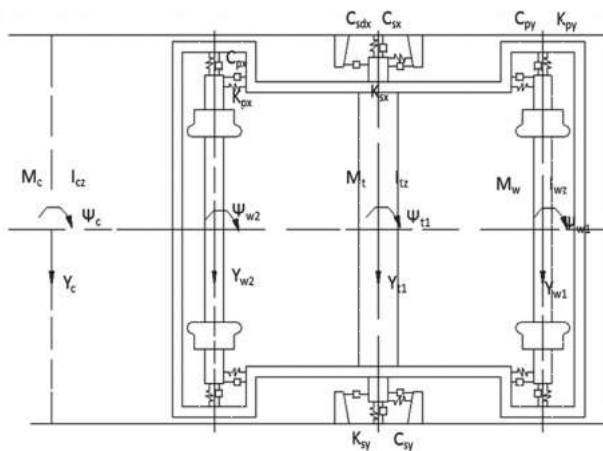 C_sdx C_sx C_py K_py
C_px
K_px K_sx
M_c I_cz M_t I_tz M_w I_wz
Ψ_c Ψ_w2 Ψ_t1 Ψ_w1
Y_c Y_w2 Y_t1 Y_w1
K_sy C_sy